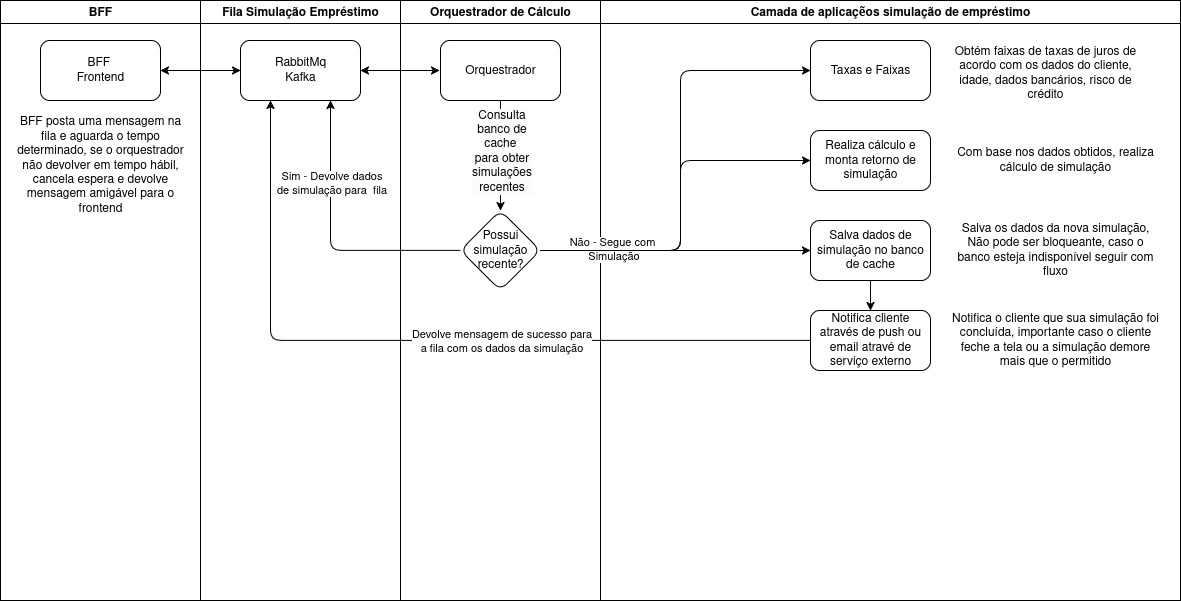 BFF
Fila Simulação Empréstimo
Orquestrador de Cálculo
Camada de aplicações simulação de empréstimo
BFF
Frontend
BFF posta uma mensagem na
fila e aguarda o tempo
determinado, se o orquestrador
não devolver em tempo hábil,
cancela espera e devolve
mensagem amigável para o
frontend
RabbitMq
Kafka
Sim - Devolve dados
de simulação para fila
Orquestrador
Consulta
banco de
cache
para obter
simulações
recentes
Possui
simulação
recente?
Não - Segue com
Simulação
Devolve mensagem de sucesso para
a fila com os dados da simulação
Taxas e Faixas
Obtém faixas de taxas de juros de
acordo com os dados do cliente,
idade, dados bancários, risco de
crédito
Realiza cálculo e
monta retorno de
simulação
Com base nos dados obtidos, realiza
cálculo de simulação
Salva dados de
simulação no banco
de cache
Salva os dados da nova simulação,
Não pode ser bloqueante, caso o
banco esteja indisponível seguir com
fluxo
Notifica cliente
através de push ou
email atravé de
serviço externo
Notifica o cliente que sua simulação foi
concluída, importante caso o cliente
feche a tela ou a simulação demore
mais que o permitido